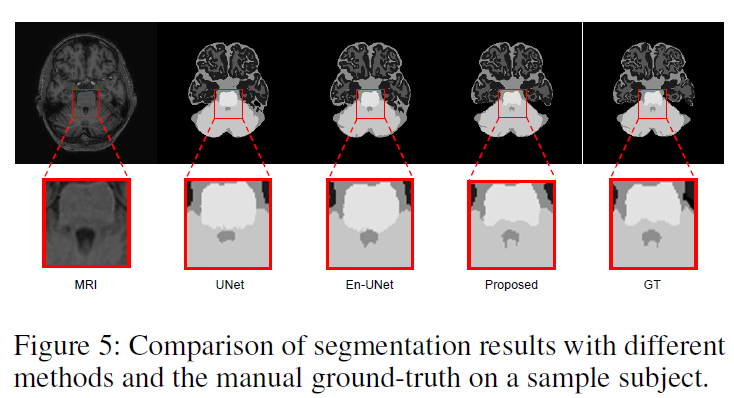 MRI
UNet
En-UNet
Proposed
GT
Figure 5: Comparison of segmentation results with different
methods and the manual ground-truth on a sample subject.